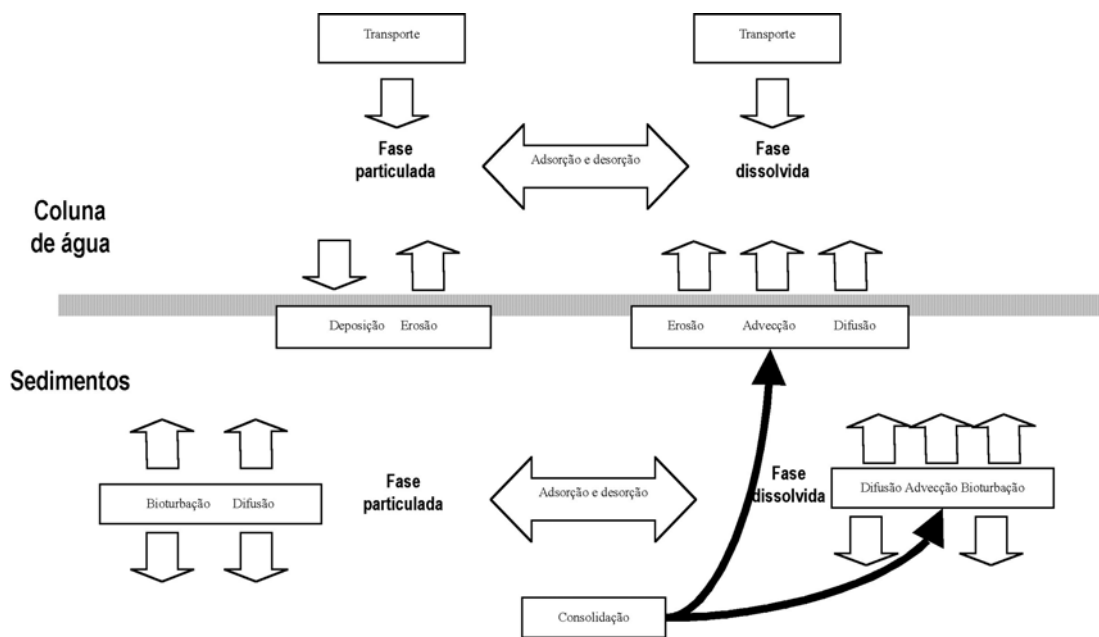 Transporte
Transporte
Fase
particulada
Adsorção e desorção
Fase
dissolvida
Coluna
de água
Deposição Erosão
Erosão Advecção Difusão
Sedimentos
Bioturbação Difusão
Fase
particulada
Adsorção e desorção
Fase
dissolvida
Difusão Advecção Bioturbação
Consolidação